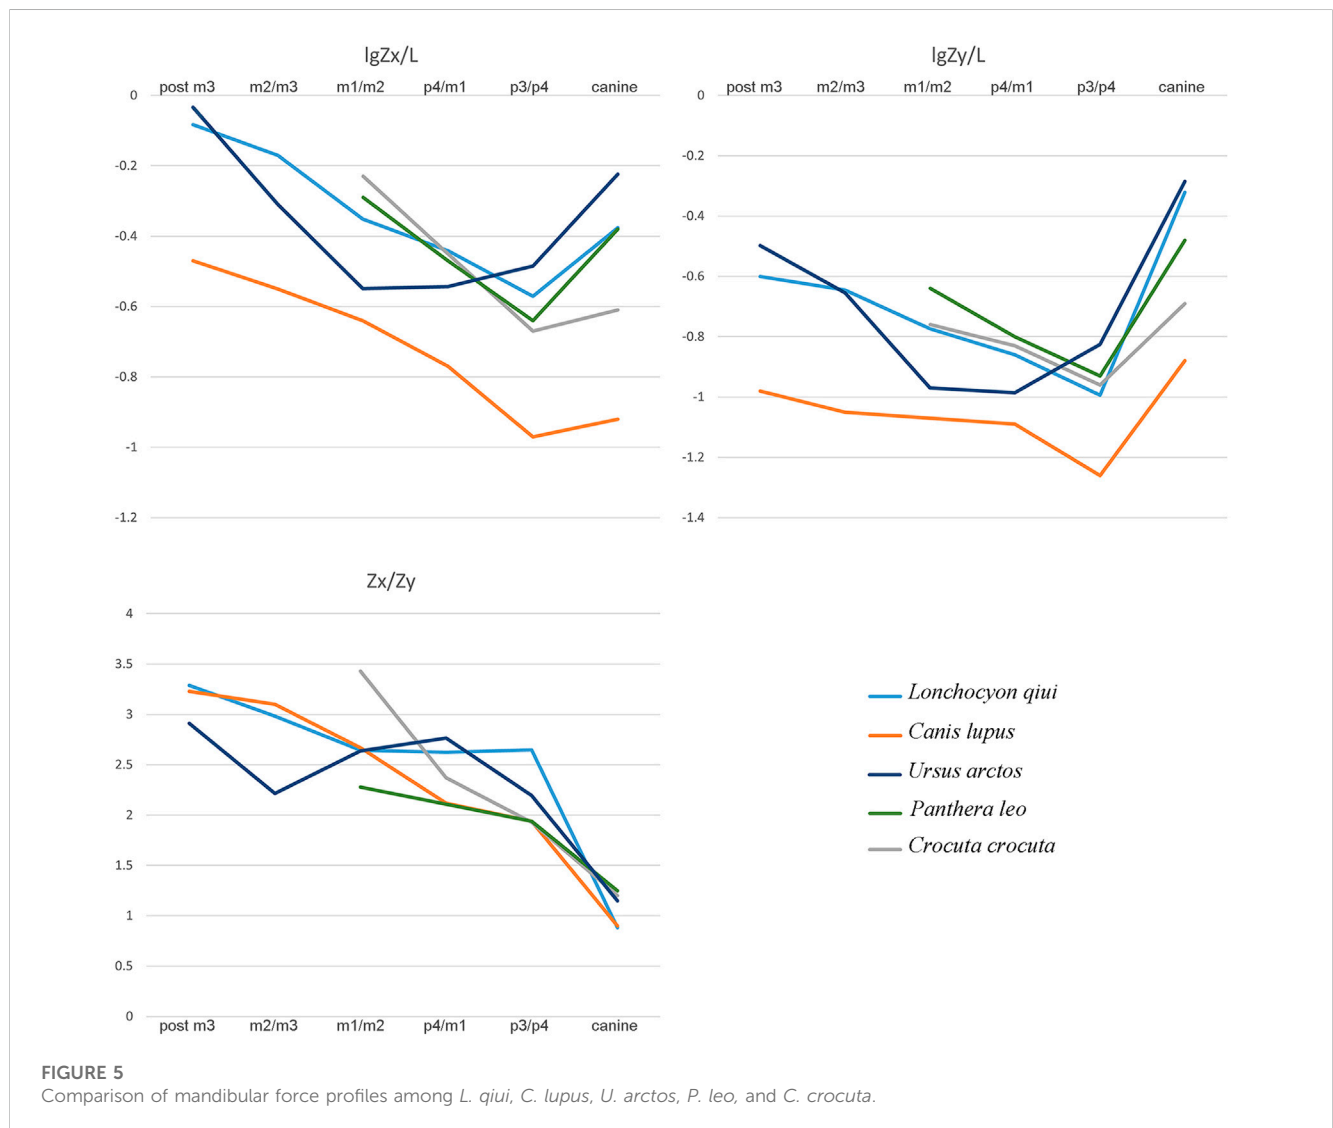 lgZx/L
post m3 m2/m3 m1/m2 p4/m1 p3/p4 canine
0
-0.2
-0.4
-0.6
-0.8
-1
-1.2
lgZy/L
post m3 m2/m3 m1/m2 p4/m1 p3/p4 canine
0
-0.2
-0.4
-0.6
-0.8
-1
-1.2
-1.4
Zx/Zy
4
3.5
3
2.5
2
1.5
1
0.5
0
post m3 m2/m3 m1/m2 p4/m1 p3/p4 canine
Lonchocyon qiui
Canis lupus
Ursus arctos
Panthera leo
Crocuta crocuta
FIGURE 5
Comparison of mandibular force profiles among L. qiui, C. lupus, U. arctos, P. leo, and C. crocuta.